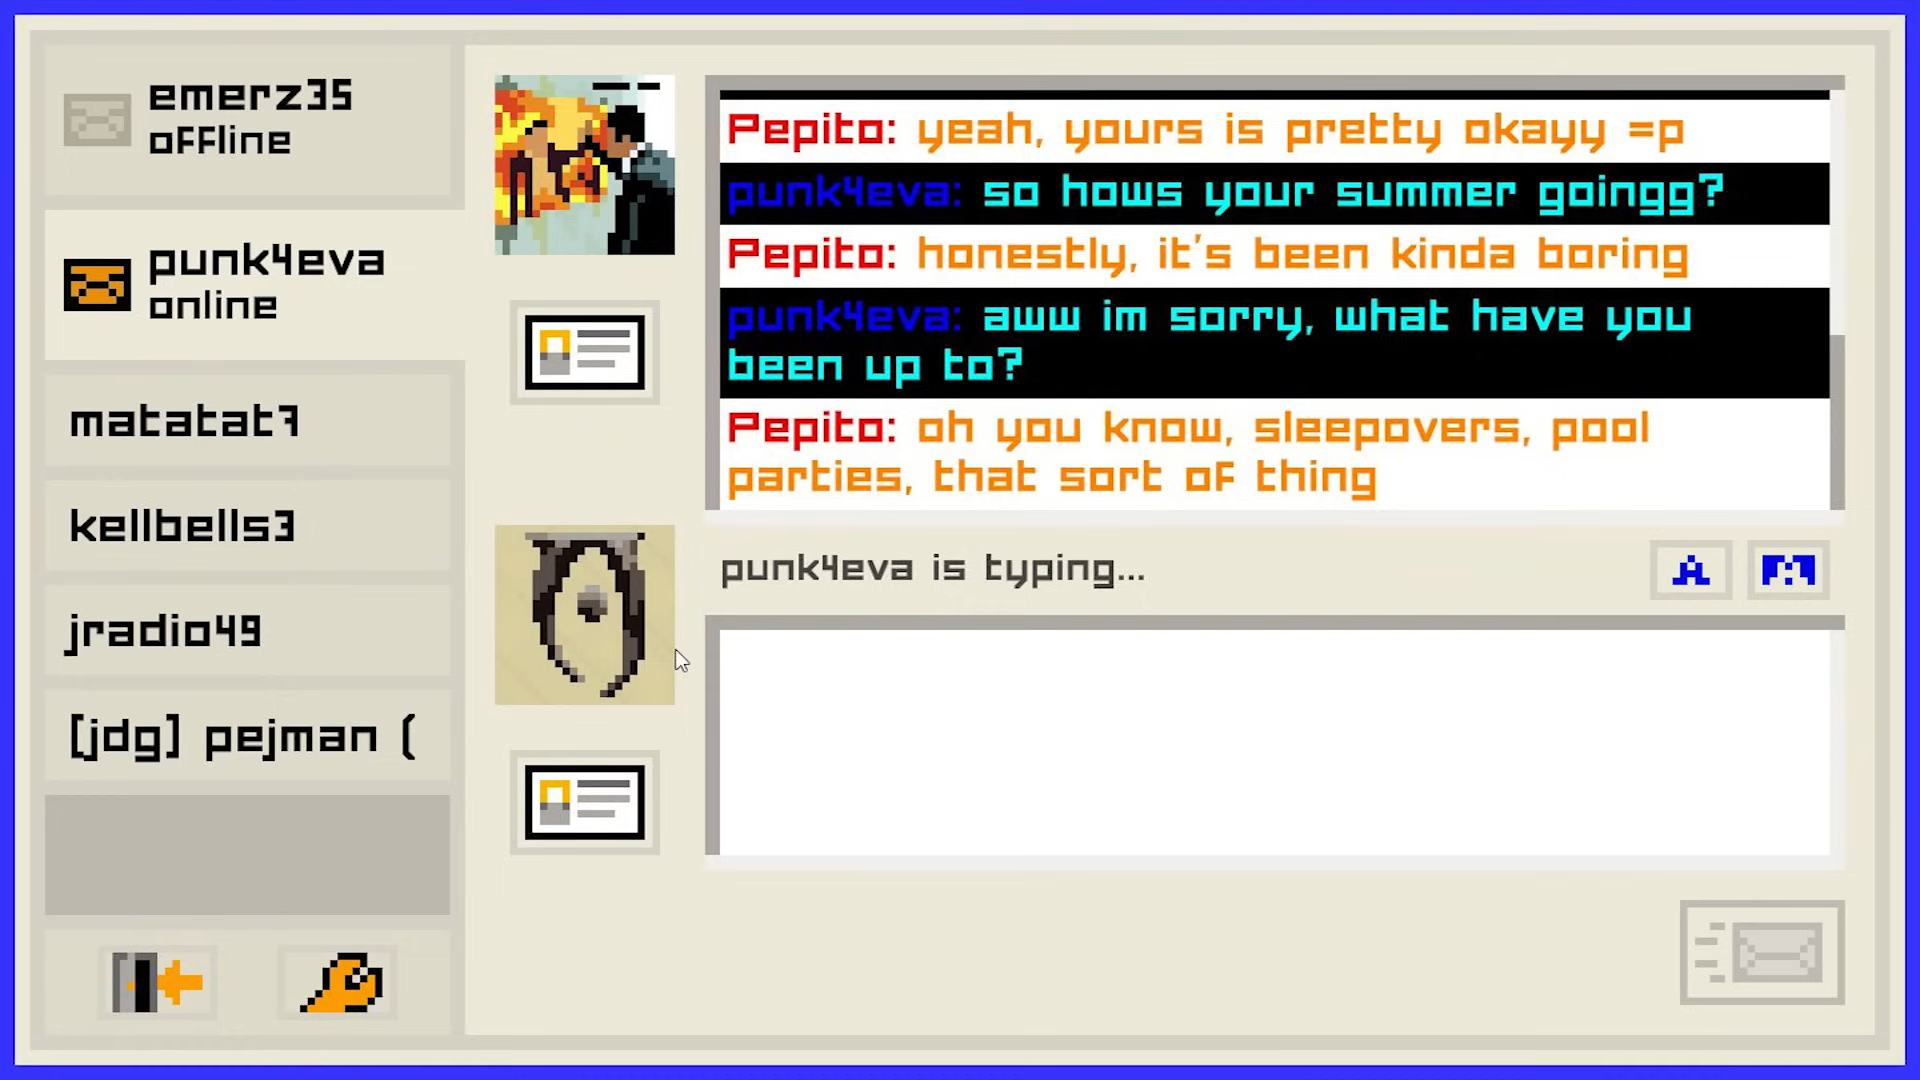 emerz35
offline
punk4eva
online
matatat7
kellbells3
jradio49
[jdg] pejman (
Pepito: yeah, yours is pretty okayy =p
punk4eva: so hows your summer goingg?
Pepito: honestly, it's been kinda boring
punk4eva: aww im sorry, what have you
been up to?
Pepito: oh you know, sleepovers, pool
parties, that sort of thing
punk4eva is typing...
A